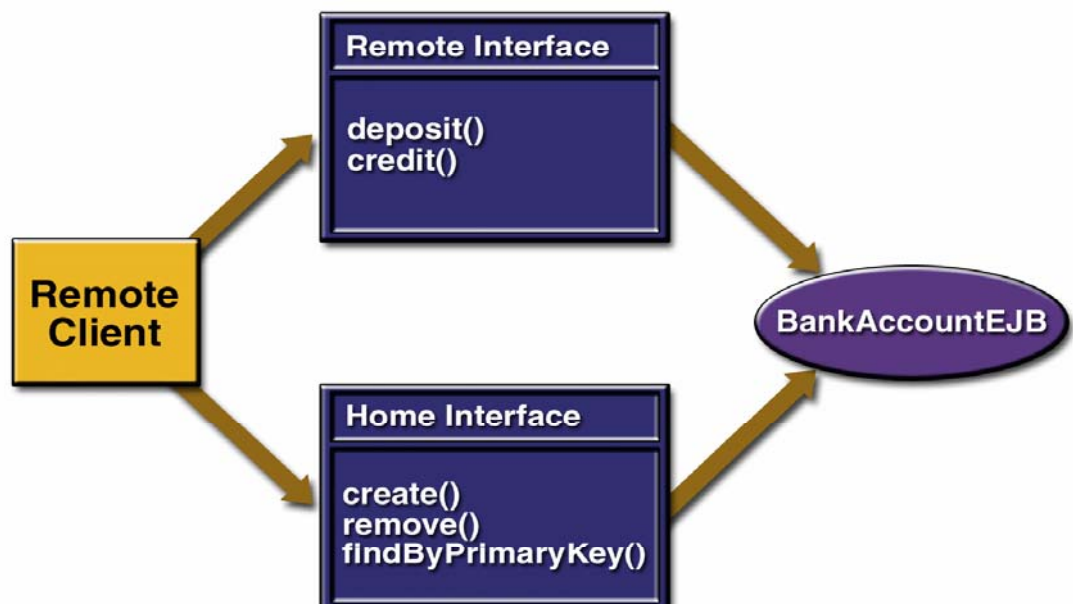 Remote Interface
deposit()
credit()
Remote
Client
BankAccountEJB
Home Interface
create()
remove()
findByPrimaryKey()